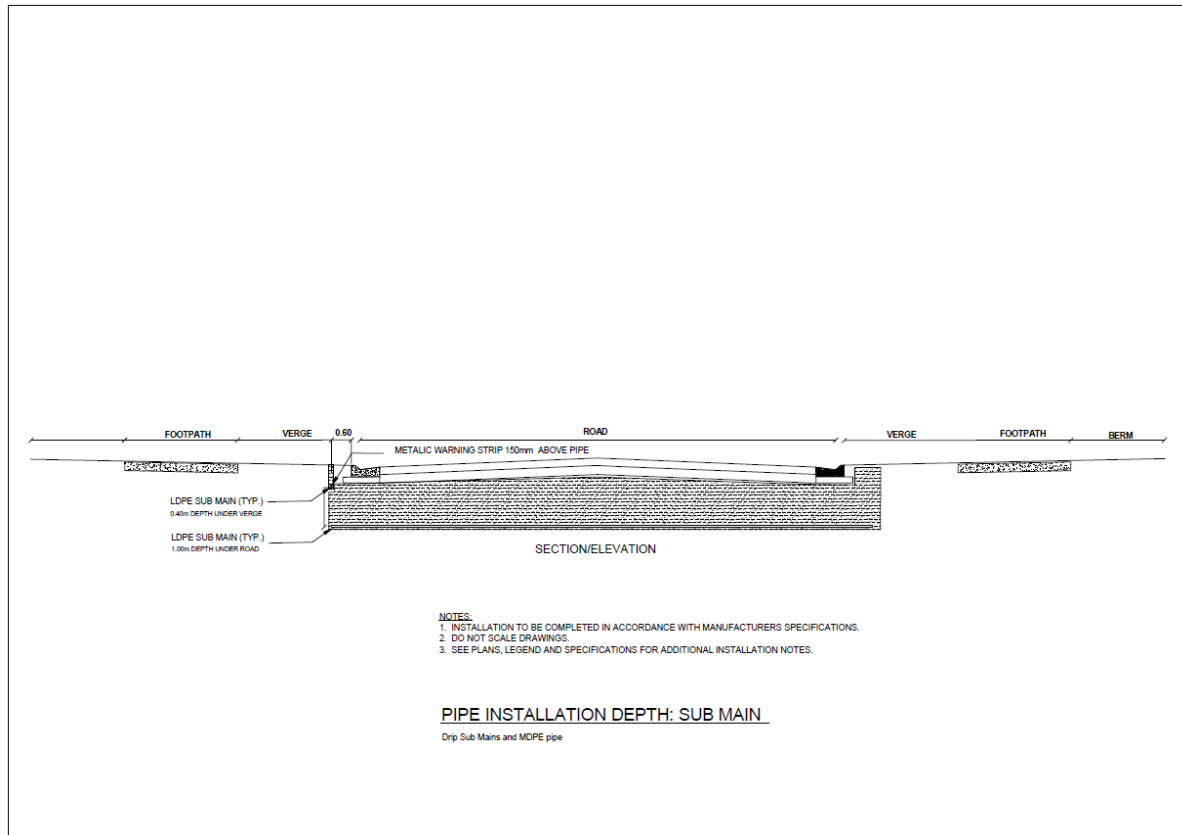 FOOTPATH VERGE 0.60 ROAD VERGE FOOTPATH BERM
METALIC WARNING STRIP 150mm ABOVE PIPE
LDPE SUB MAIN (TYP.)
0.40m DEPTH UNDER VERGE
LDPE SUB MAIN (TYP.)
1.00m DEPTH UNDER ROAD
SECTION/ELEVATION
NOTES:
1. INSTALLATION TO BE COMPLETED IN ACCORDANCE WITH MANUFACTURERS SPECIFICATIONS.
2. DO NOT SCALE DRAWINGS.
3. SEE PLANS, LEGEND AND SPECIFICATIONS FOR ADDITIONAL INSTALLATION NOTES.
PIPE INSTALLATION DEPTH: SUB MAIN
Drip Sub Mains and MDPE pipe